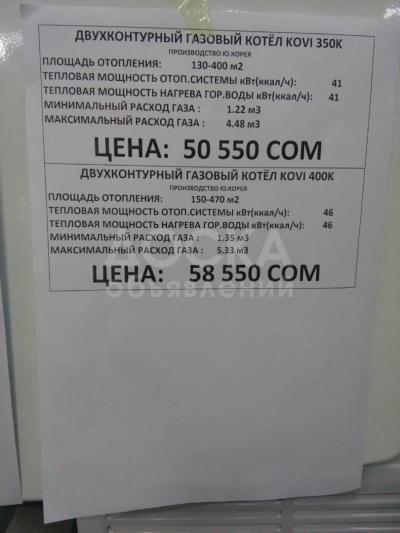 ДВУХКОНТУРНЫЙ ГАЗОВЫЙ КОТЁЛ KOVI 350K
ПРОИЗВОДСТВО Ю.КОРЕЯ
ПЛОЩАДЬ ОТОПЛЕНИЯ: 130-400 м2
ТЕПЛОВАЯ МОЩНОСТЬ ОТОП.СИСТЕМЫ кВт(ккал/ч): 41
ТЕПЛОВАЯ МОЩНОСТЬ НАГРЕВА ГОР.ВОДЫ кВт(ккал/ч): 41
МИНИМАЛЬНЫЙ РАСХОД ГАЗА : 1.22 м3
МАКСИМАЛЬНЫЙ РАСХОД ГАЗА : 4.48 м3
ЦЕНА: 50 550 СОМ
ДВУХКОНТУРНЫЙ ГАЗОВЫЙ КОТЁЛ KOVI 400K
ПРОИЗВОДСТВО Ю.КОРЕЯ
ПЛОЩАДЬ ОТОПЛЕНИЯ: 150-470 м2
ТЕПЛОВАЯ МОЩНОСТЬ ОТОП.СИСТЕМЫ кВт(ккал/ч): 46
ТЕПЛОВАЯ МОЩНОСТЬ НАГРЕВА ГОР.ВОДЫ кВт(ккал/ч): 46
МИНИМАЛЬНЫЙ РАСХОД ГАЗА : 1.35 м3
МАКСИМАЛЬНЫЙ РАСХОД ГАЗА : 5.33 м3
ЦЕНА: 58 550 СОМ
ДОСКА
объявлений